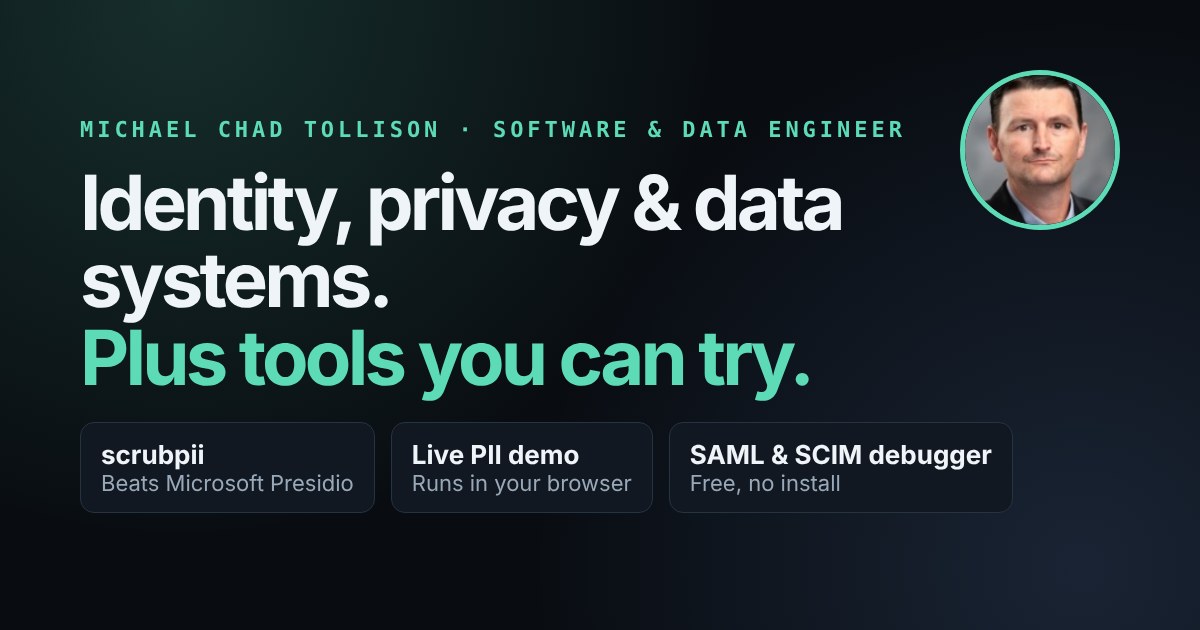 MICHAEL CHAD TOLLISON · SOFTWARE & DATA ENGINEER
Identity, privacy & data
systems.
Plus tools you can try.
scrubpii
Beats Microsoft Presidio
Live PII demo
Runs in your browser
SAML & SCIM debugger
Free, no install